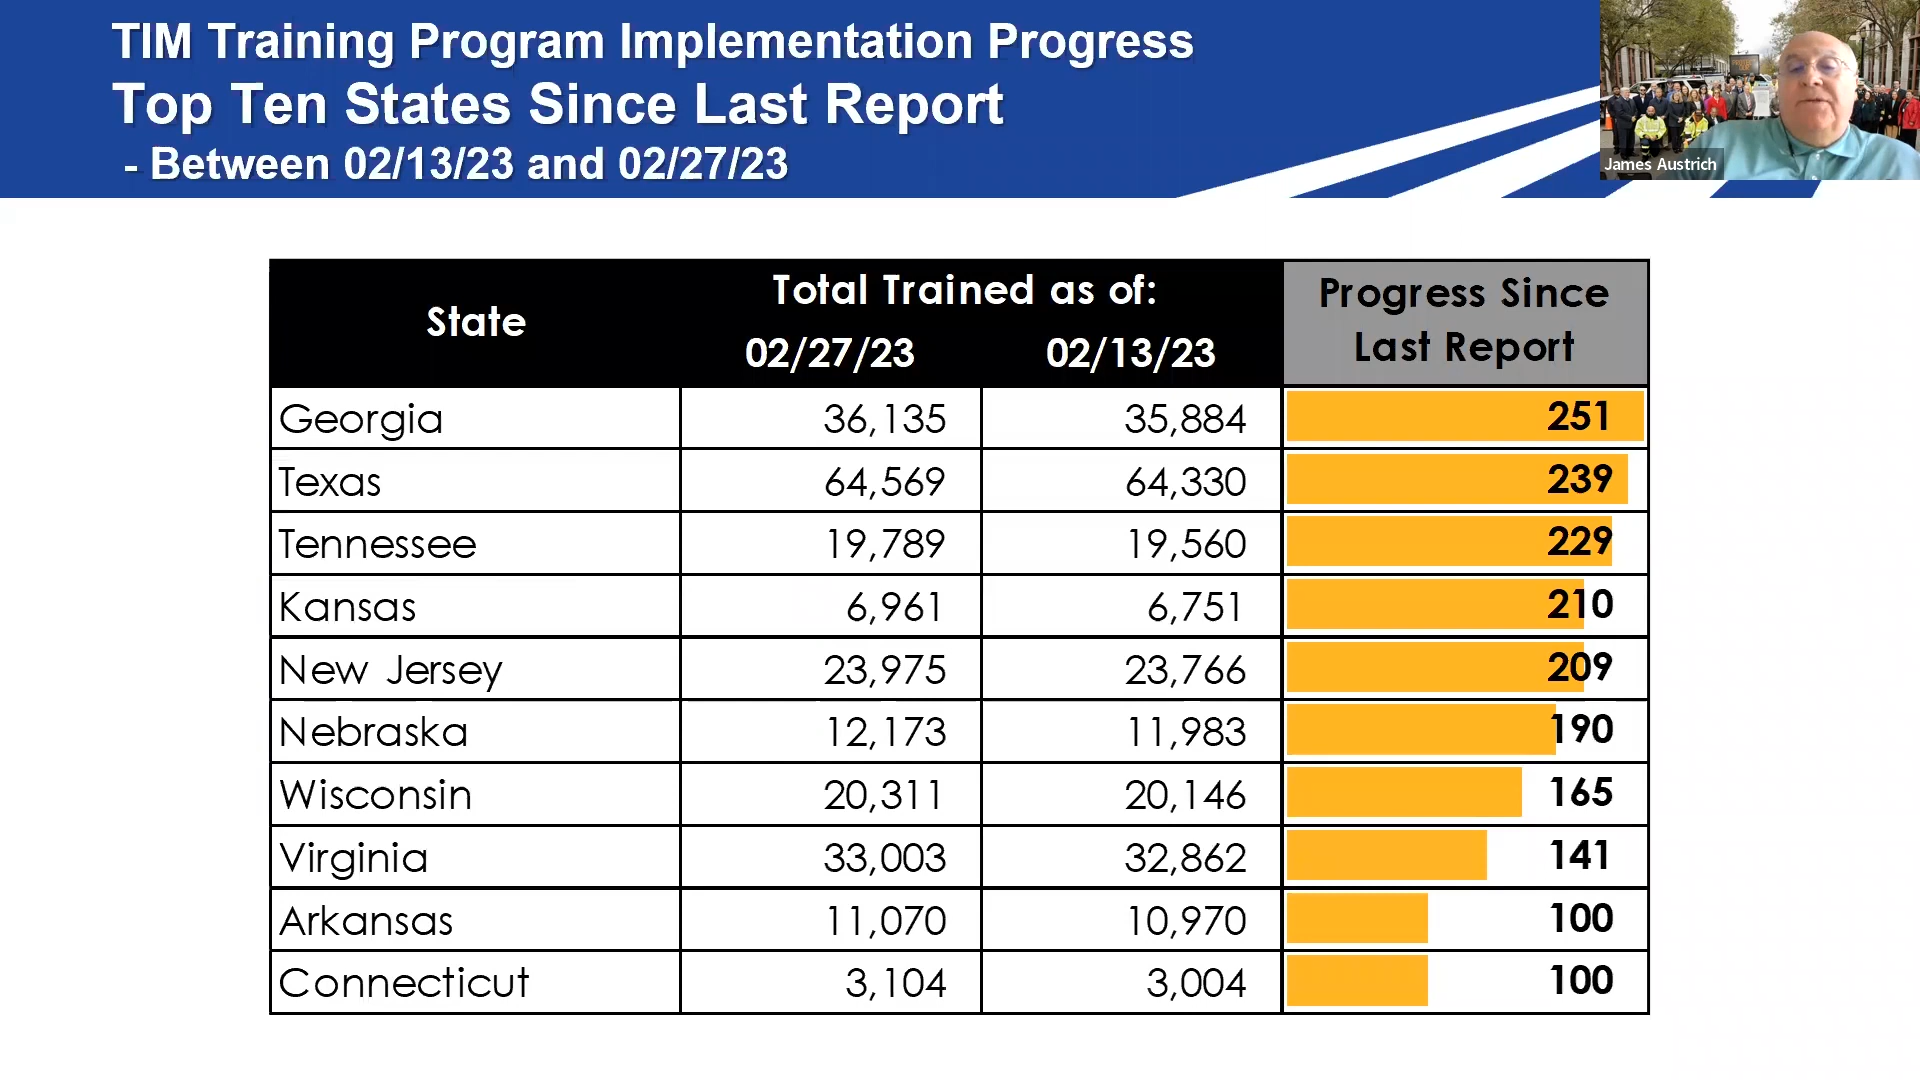 TIM Training Program Implementation Progress
Top Ten States Since Last Report
- Between 02/13/23 and 02/27/23
James Austrich
State
Total Trained as of:
02/27/23 02/13/23
Progress Since
Last Report
Georgia 36,135 35,884 251
Texas 64,569 64,330 239
Tennessee 19,789 19,560 229
Kansas 6,961 6,751 210
New Jersey 23,975 23,766 209
Nebraska 12,173 11,983 190
Wisconsin 20,311 20,146 165
Virginia 33,003 32,862 141
Arkansas 11,070 10,970 100
Connecticut 3,104 3,004 100